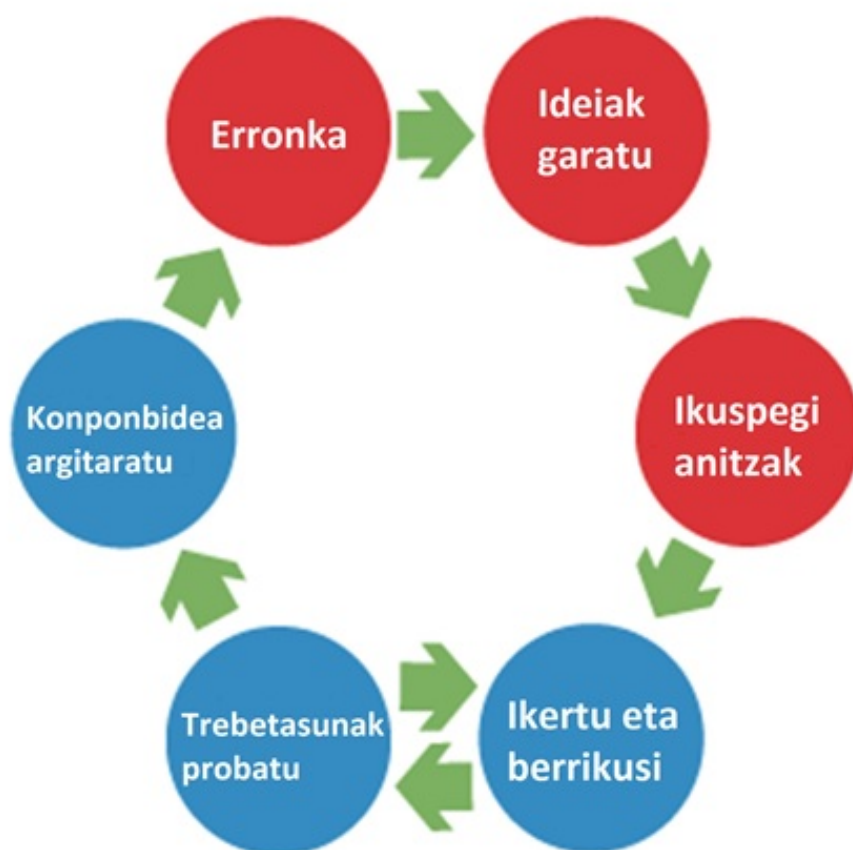 Erronka
Ideiak
garatu
Ikuspegi
anitzak
Ikertu eta
berrikusi
Trebetasunak
probatu
Konponbidea
argitaratu